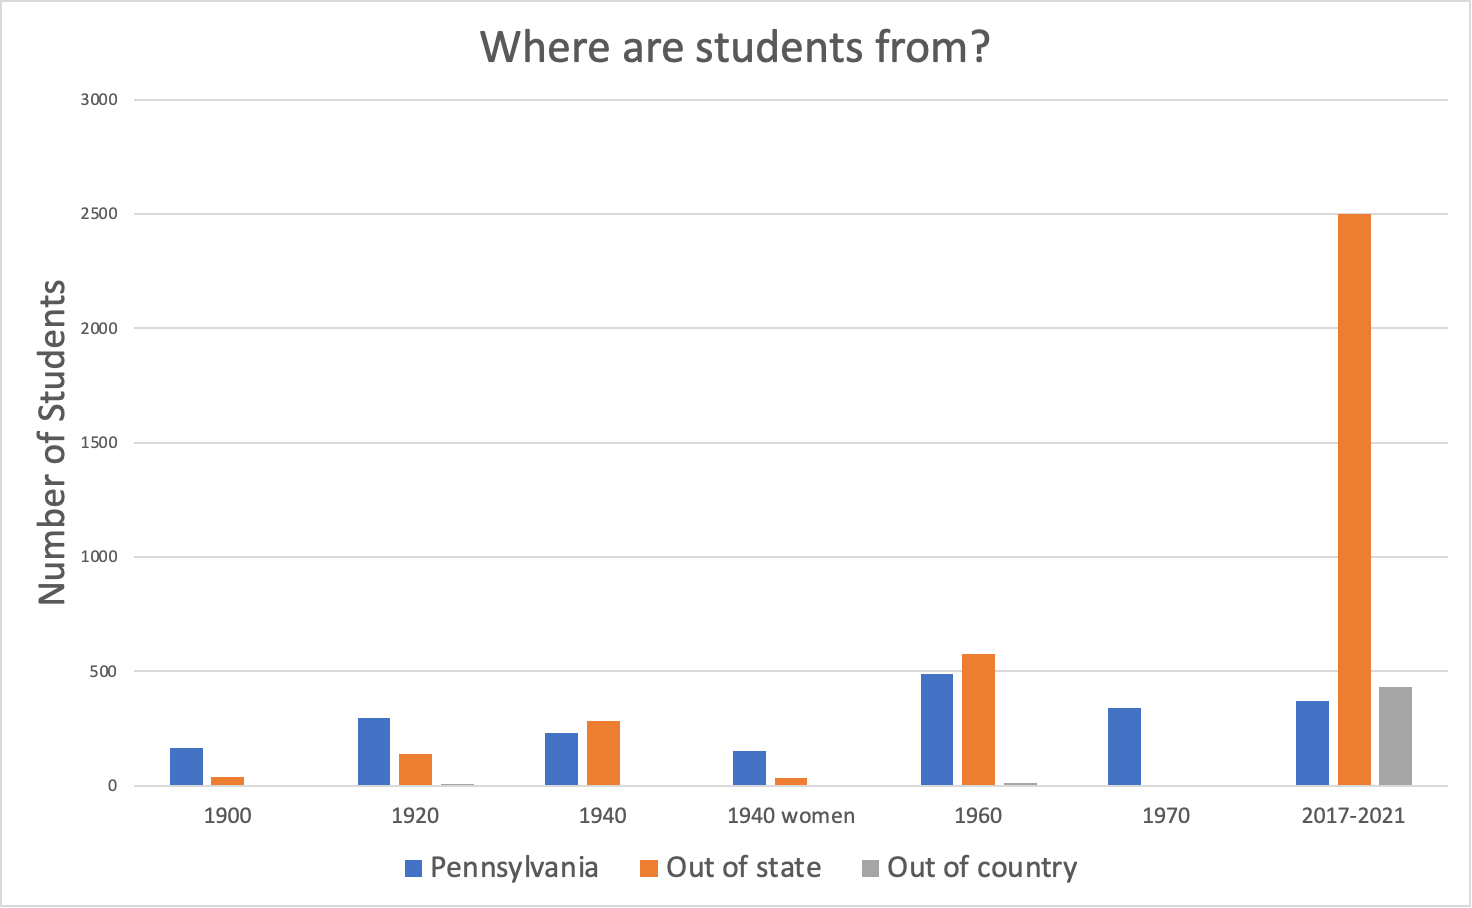 Where are students from?
3000
2500
2000
1500
1000
500
0
Number of Students
1900 1920 1940 1940 women 1960 1970 2017-2021
Pennsylvania Out of state Out of country